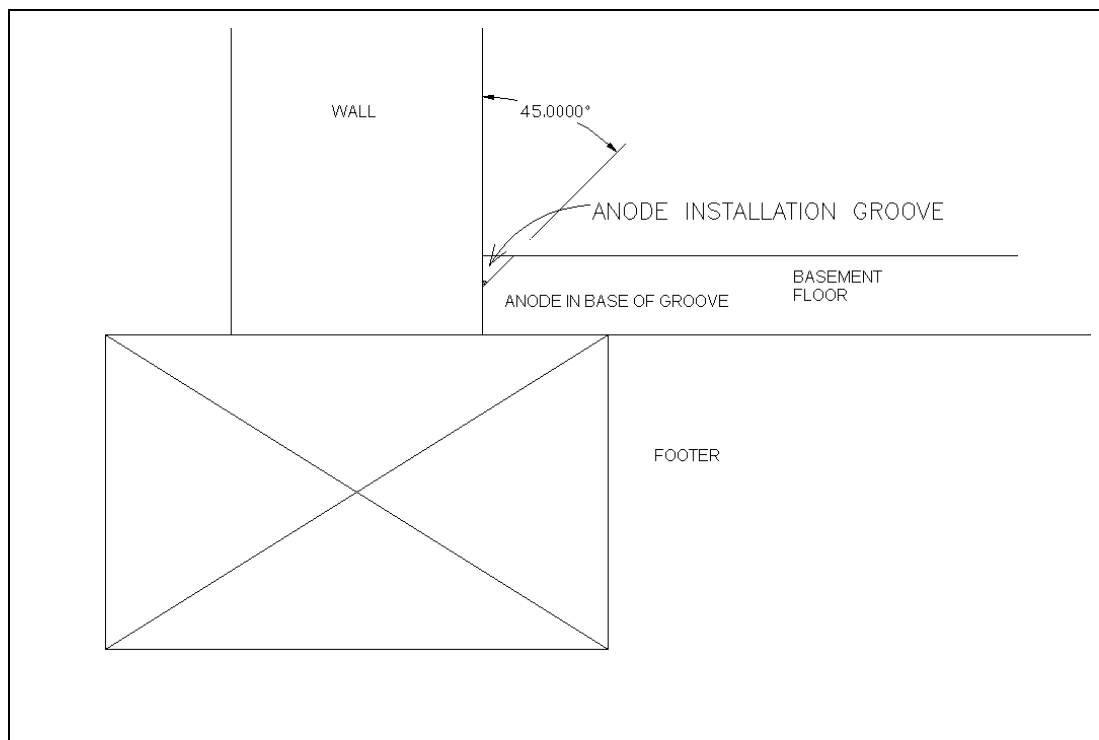 WALL
45.0000°
ANODE INSTALLATION GROOVE
BASEMENT
FLOOR
ANODE IN BASE OF GROOVE
FOOTER